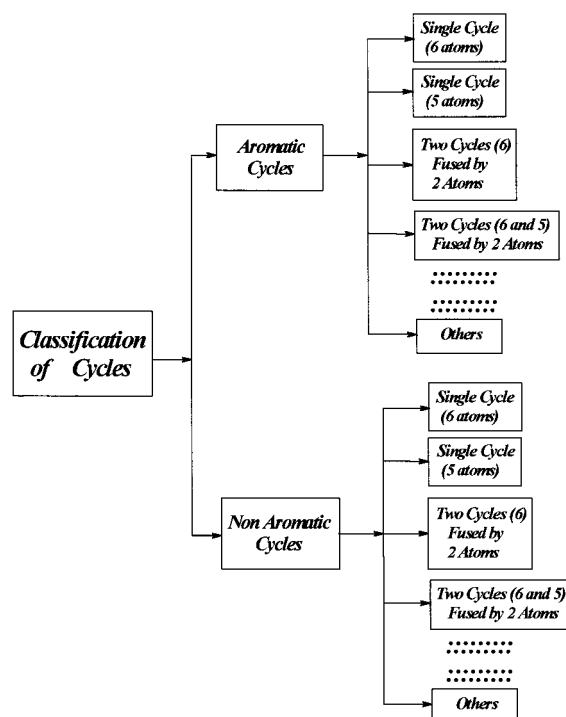 Single Cycle
(6 atoms)
Single Cycle
(5 atoms)
Aromatic
Cycles
Two Cycles (6)
Fused by
2 Atoms
Two Cycles (6 and 5)
Fused by 2 Atoms
Others
Classification
of Cycles
Single Cycle
(6 atoms)
Single Cycle
(5 atoms)
Non Aromatic
Cycles
Two Cycles (6)
Fused by
2 Atoms
Two Cycles (6 and 5)
Fused by 2 Atoms
Others